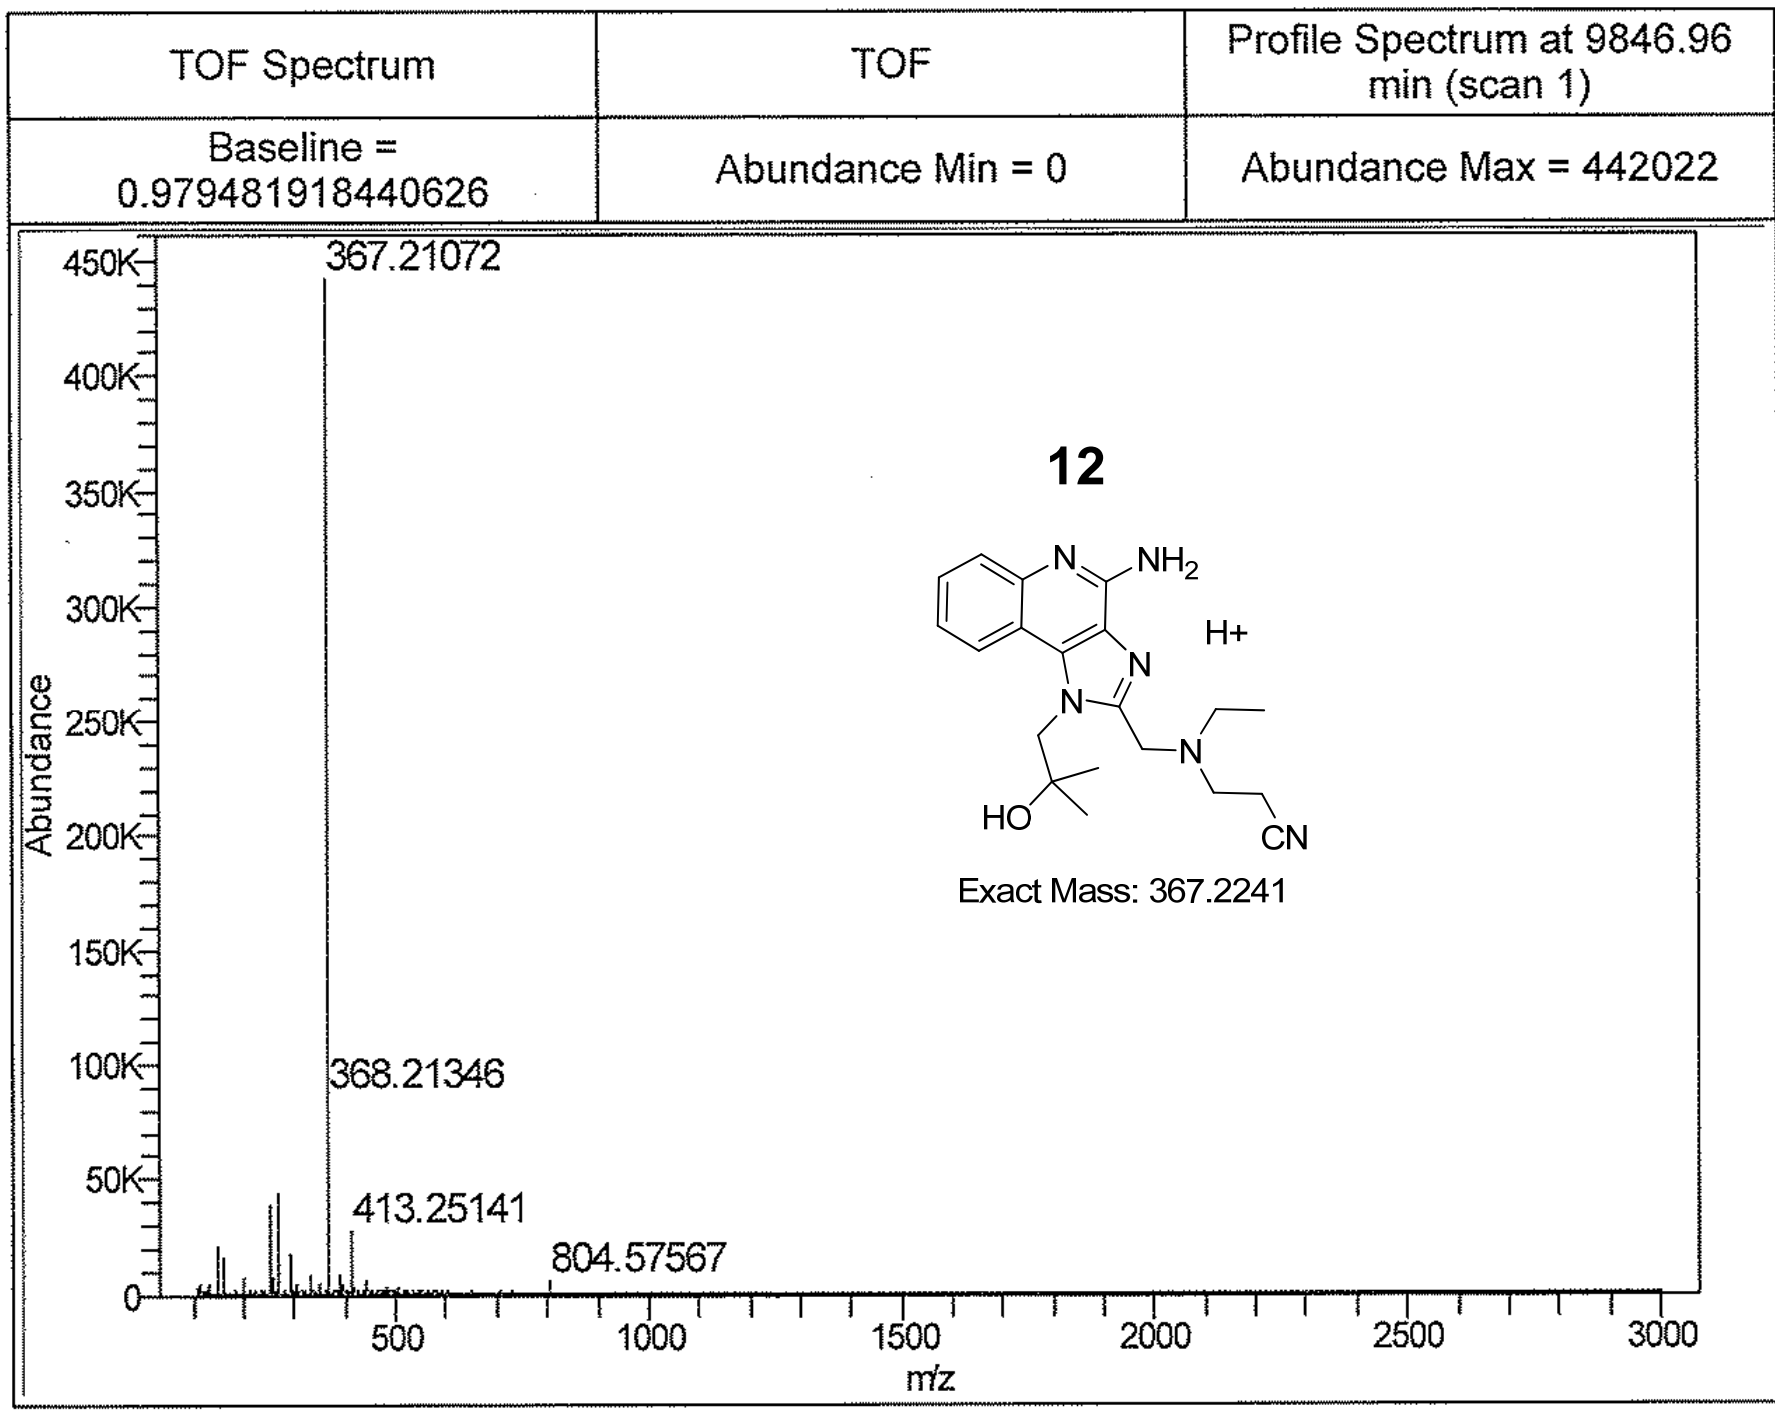 TOF Spectrum
TOF
Profile Spectrum at 9846.96
min (scan 1)
Baseline =
0.979481918440626
Abundance Min = 0
Abundance Max = 442022
450K
400K
350K
300K
250K
200K
150K
100K
50K
0
Abundance
367.21072
368.21346
413.25141
804.57567
12
N
NH2
H+
N
N
N
HO
CN
Exact Mass: 367.2241
500
1000
1500
2000
2500
3000
m/z